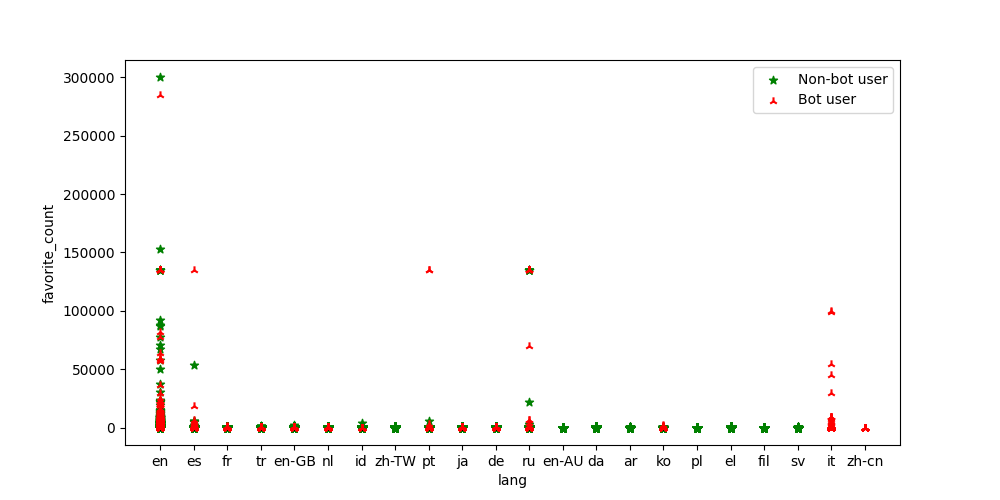 300000
250000
200000
150000
100000
50000
0
favorite_count
Non-bot user
Bot user
en es fr tr en-GB nl id zh-TW pt ja de ru en-AU da ar ko pl el fil sv it zh-cn
lang